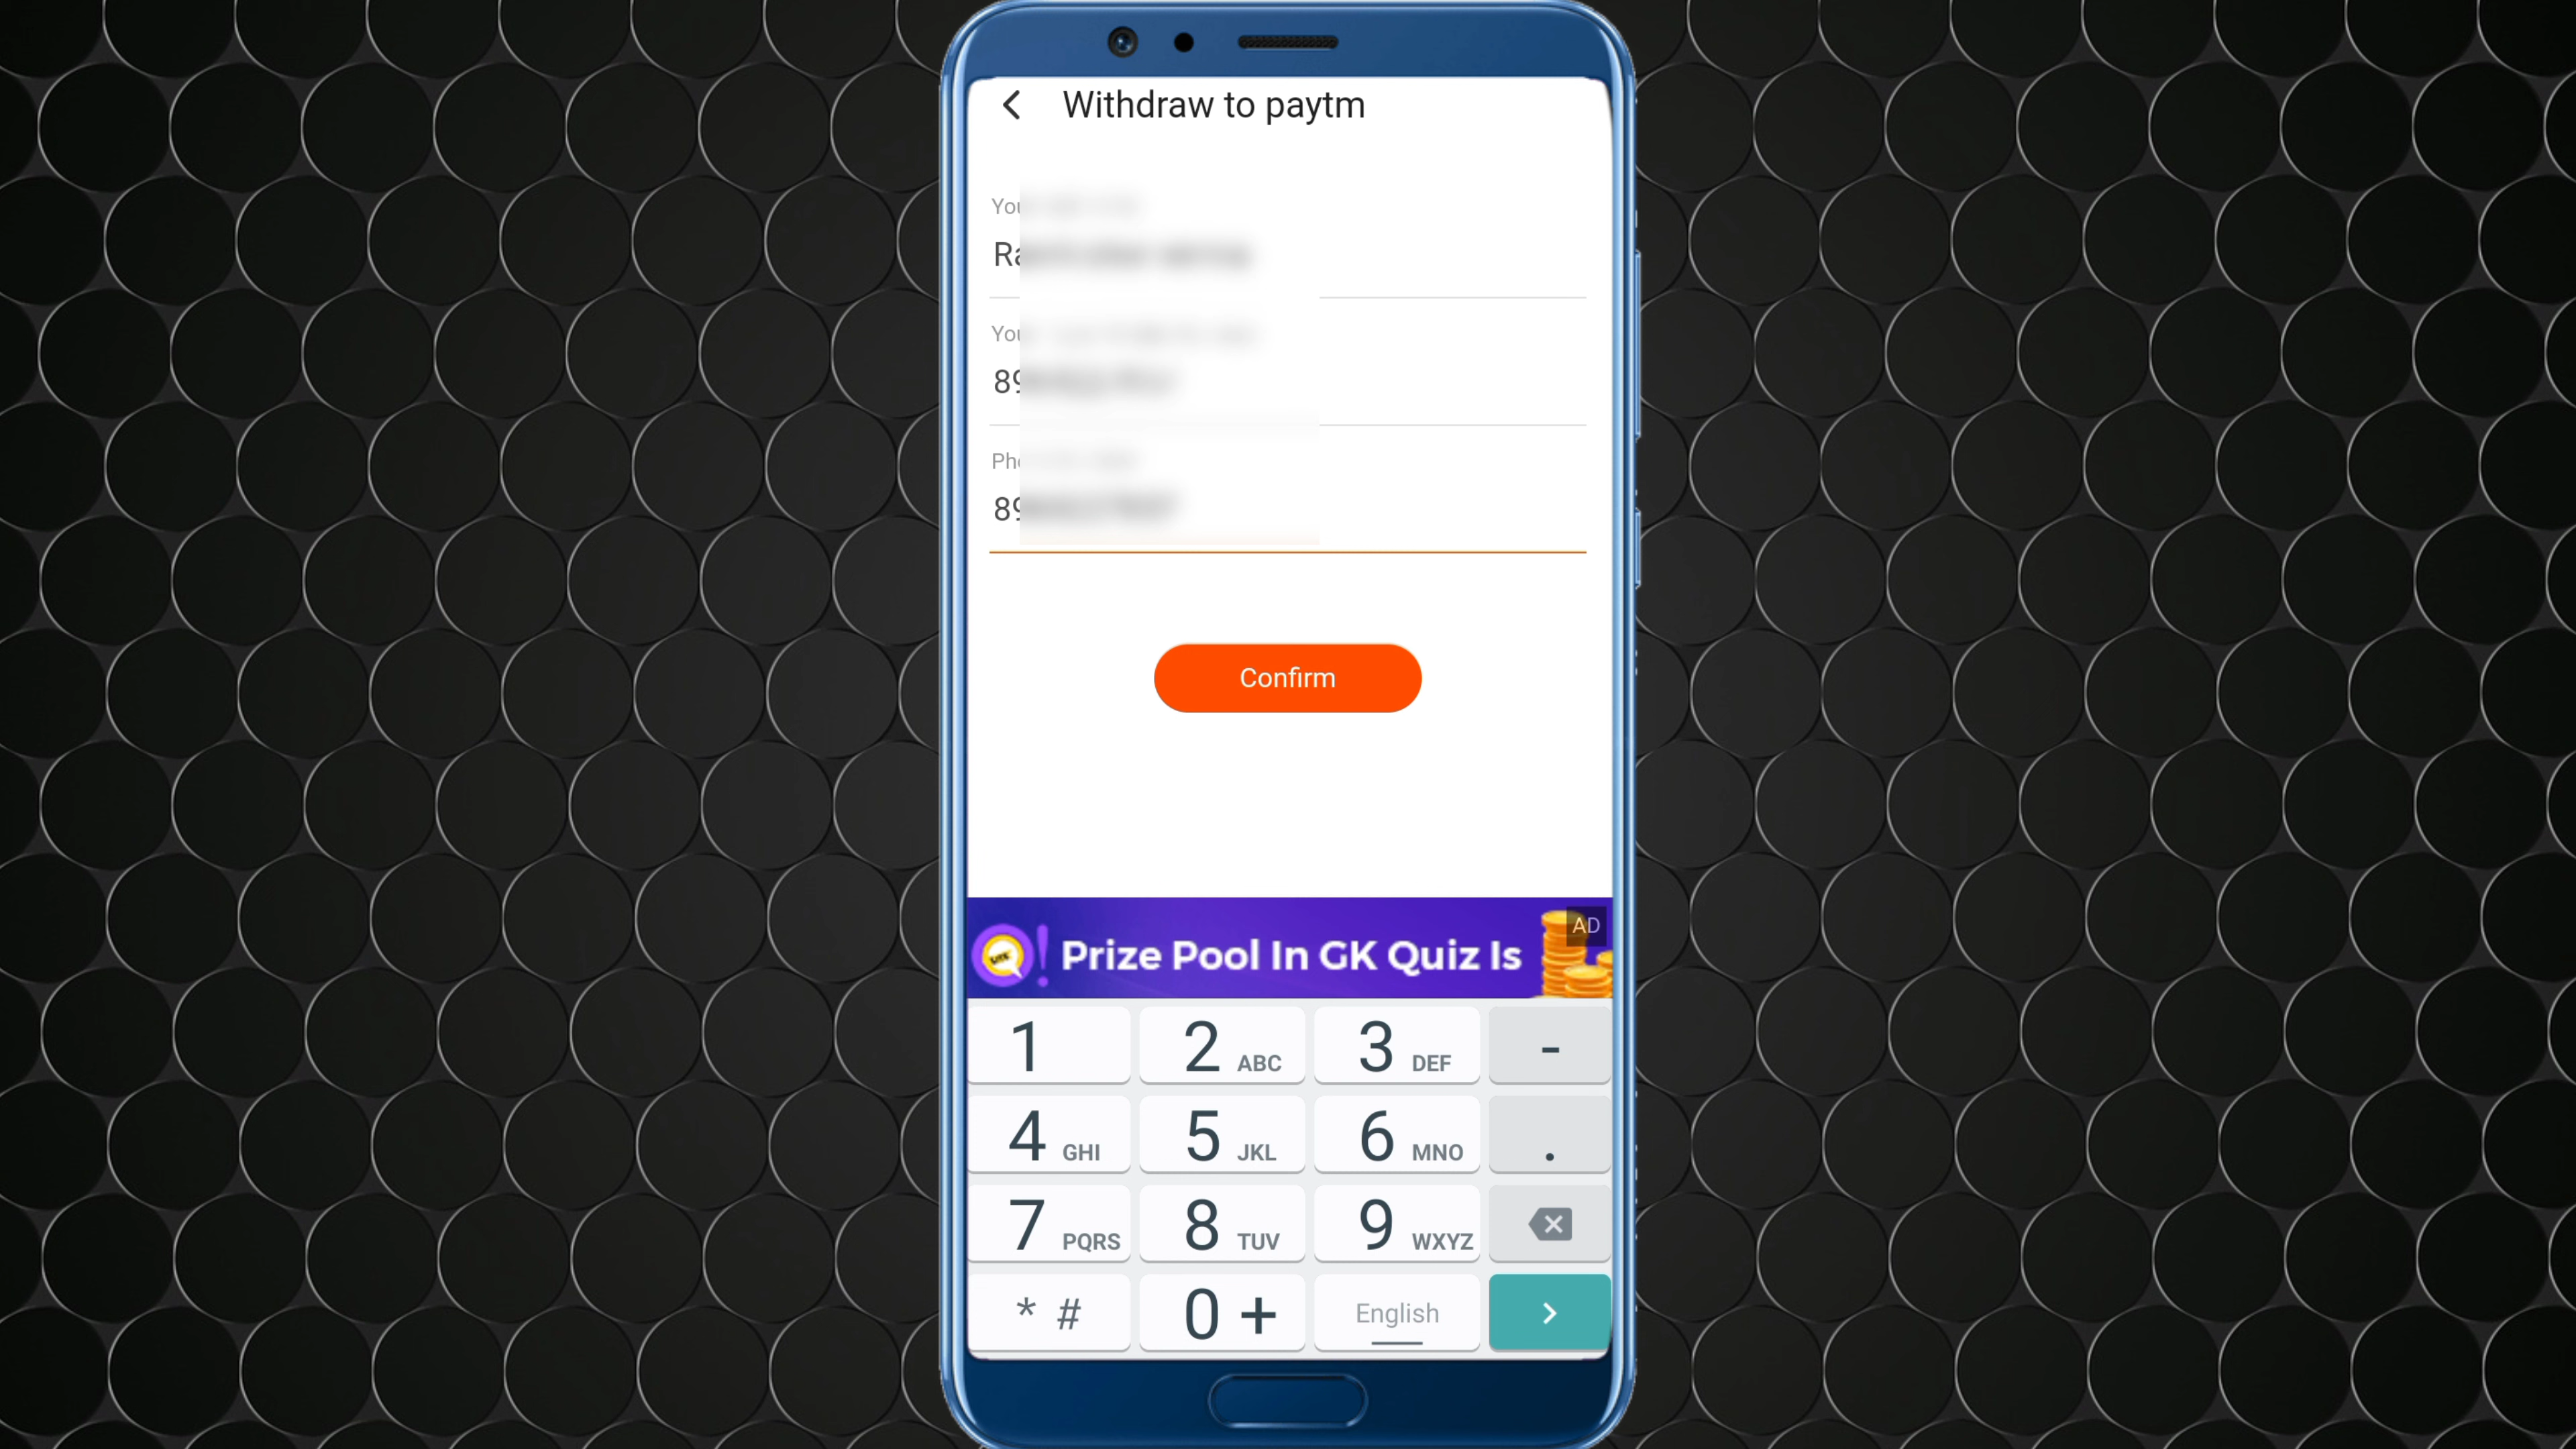 Withdraw to paytm
Confirm
AD
Prize Pool In GK Quiz Is
1
2 ABC
3 DEF
-
4 GHI
5 JKL
6 MNO
.
7 PQRS
8 TUV
9 WXYZ
* #
0 +
English